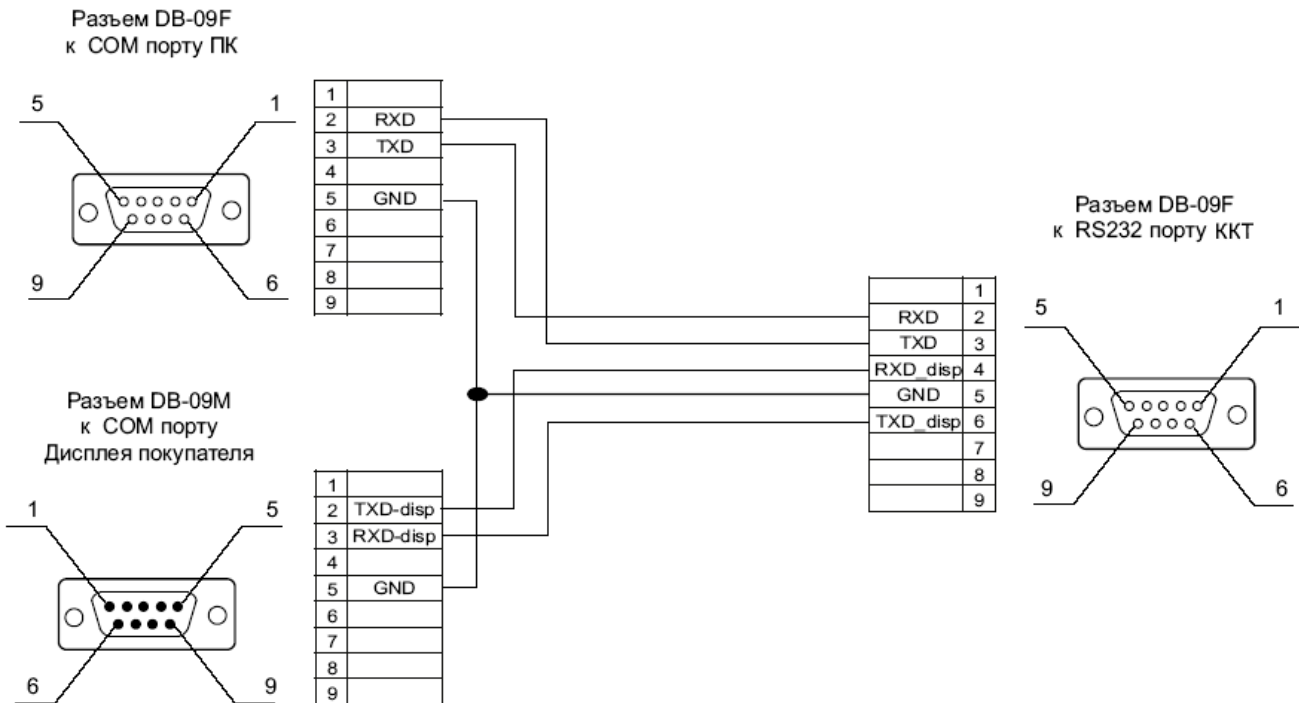 Разъем DB-09F
к COM порту ПК
5
1
9
6
1
2 RXD
3 TXD
4
5 GND
6
7
8
9
Разъем DB-09F
к RS232 порту ККТ
1
RXD 2
TXD 3
RXD_disp 4
GND 5
TXD_disp 6
7
8
9
5
1
9
6
Разъем DB-09M
к COM порту
Дисплея покупателя
1
5
6
9
1
2 TXD-disp
3 RXD-disp
4
5 GND
6
7
8
9